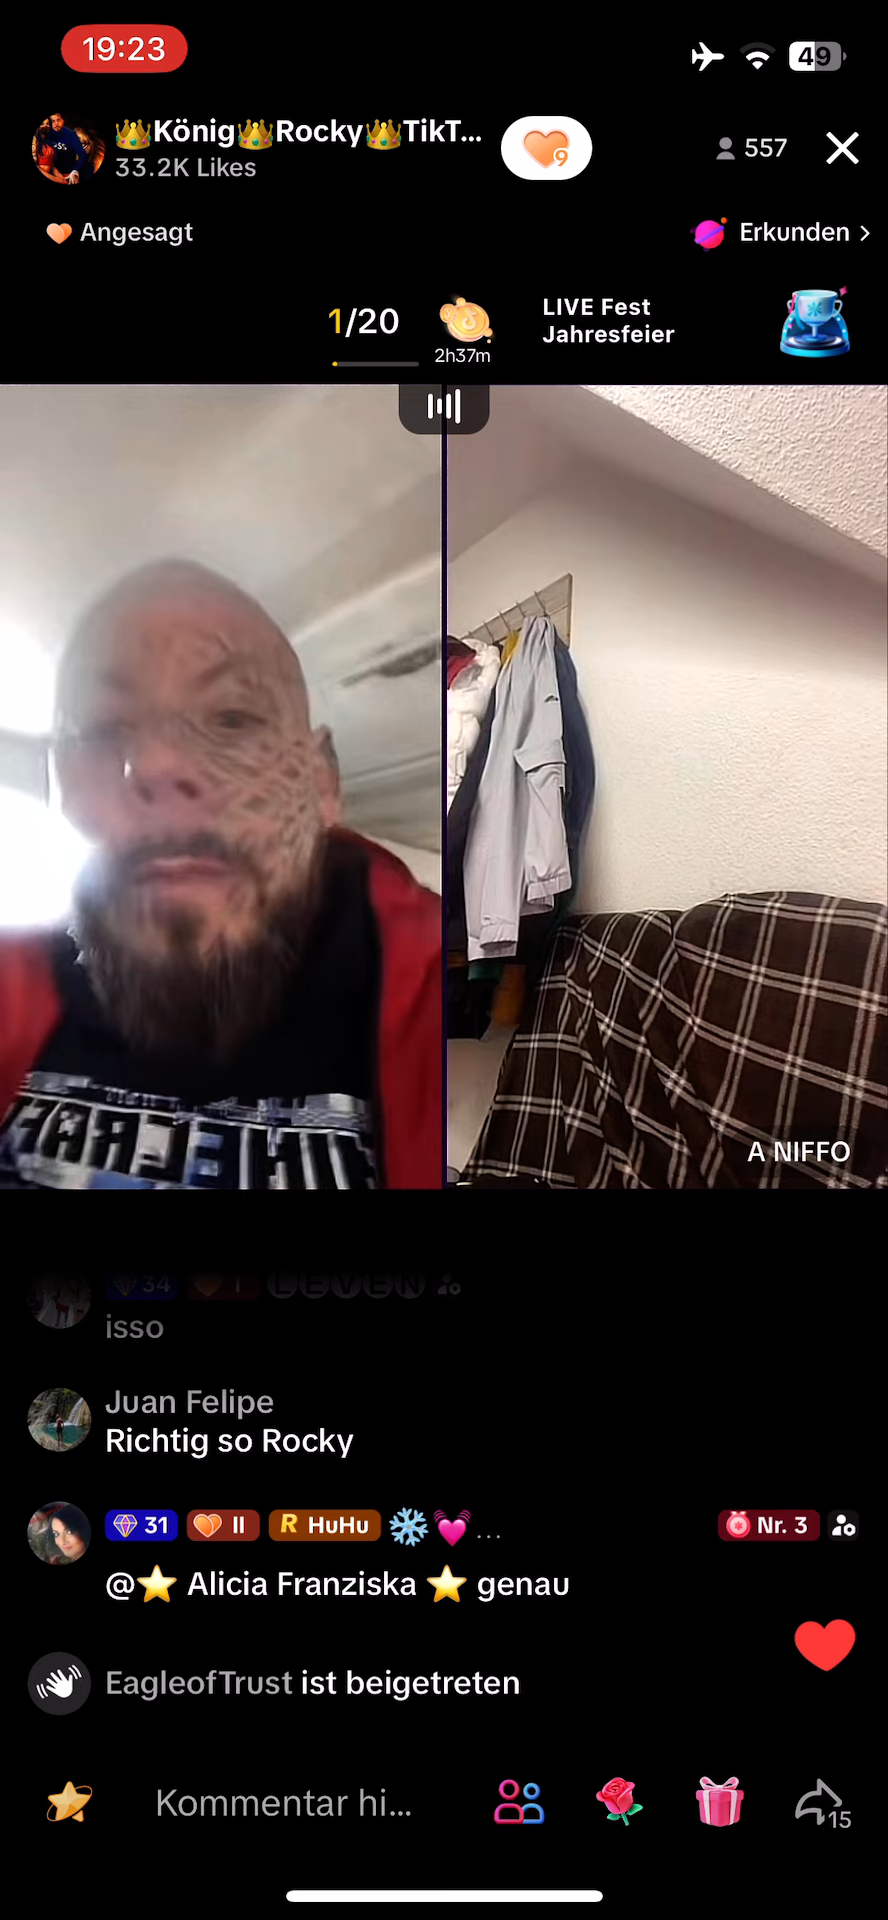 19:23
49
👑König👑Rocky👑TikT...
33.2K Likes
9
557
Angesagt
Erkunden >
1/20
2h37m
LIVE Fest
Jahresfeier
A NIFFO
34 I LEVEN
isso
Juan Felipe
Richtig so Rocky
31 II R HuHu ❄️💓 ... Nr. 3
@⭐ Alicia Franziska ⭐ genau
EagleofTrust ist beigetreten
Kommentar hi...
15